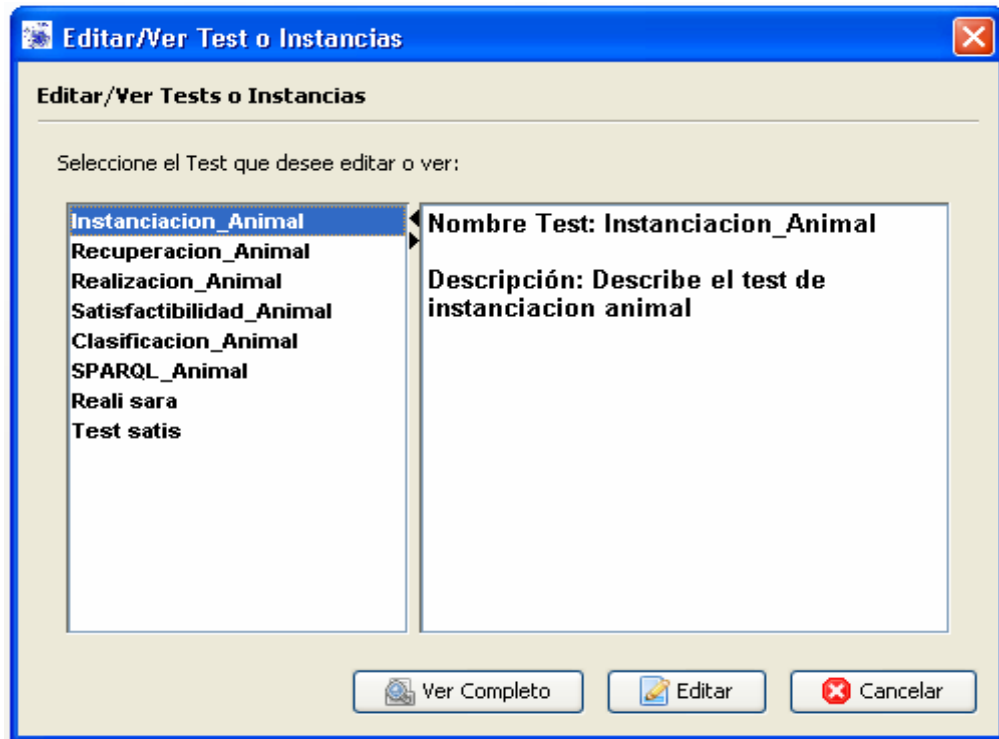 Editar/Ver Test o Instancias
Editar/Ver Tests o Instancias
Seleccione el Test que desee editar o ver:
Instanciacion_Animal
Recuperacion_Animal
Realizacion_Animal
Satisfactibilidad_Animal
Clasificacion_Animal
SPARQL_Animal
Reali sara
Test satis
Nombre Test: Instanciacion_Animal
Descripción: Describe el test de
instanciacion animal
Ver Completo
Editar
Cancelar